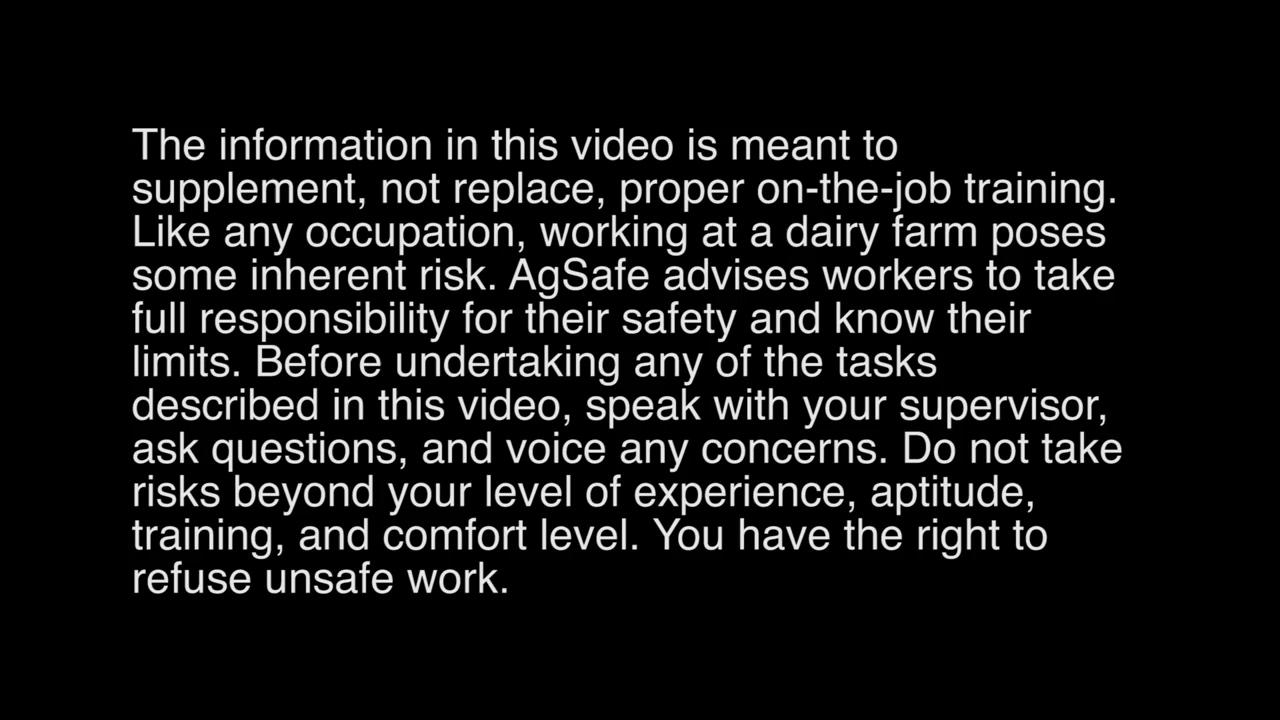 The information in this video is meant to
supplement, not replace, proper on-the-job training.
Like any occupation, working at a dairy farm poses
some inherent risk. AgSafe advises workers to take
full responsibility for their safety and know their
limits. Before undertaking any of the tasks
described in this video, speak with your supervisor,
ask questions, and voice any concerns. Do not take
risks beyond your level of experience, aptitude,
training, and comfort level. You have the right to
refuse unsafe work.